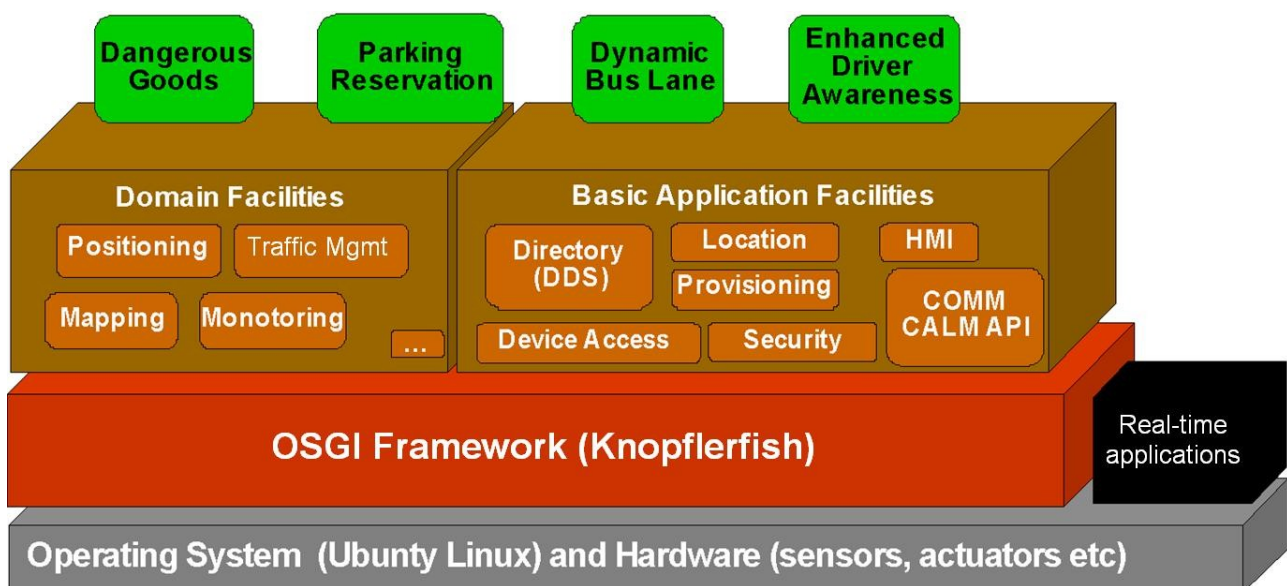 Dangerous
Goods
Parking
Reservation
Dynamic
Bus Lane
Enhanced
Driver
Awareness
Domain Facilities
Positioning
Traffic Mgmt
Mapping
Monotoring
...
Basic Application Facilities
Directory
(DDS)
Location
HMI
Provisioning
COMM
CALM API
Device Access
Security
OSGI Framework (Knopflerfish)
Real-time
applications
Operating System (Ubunty Linux) and Hardware (sensors, actuators etc)